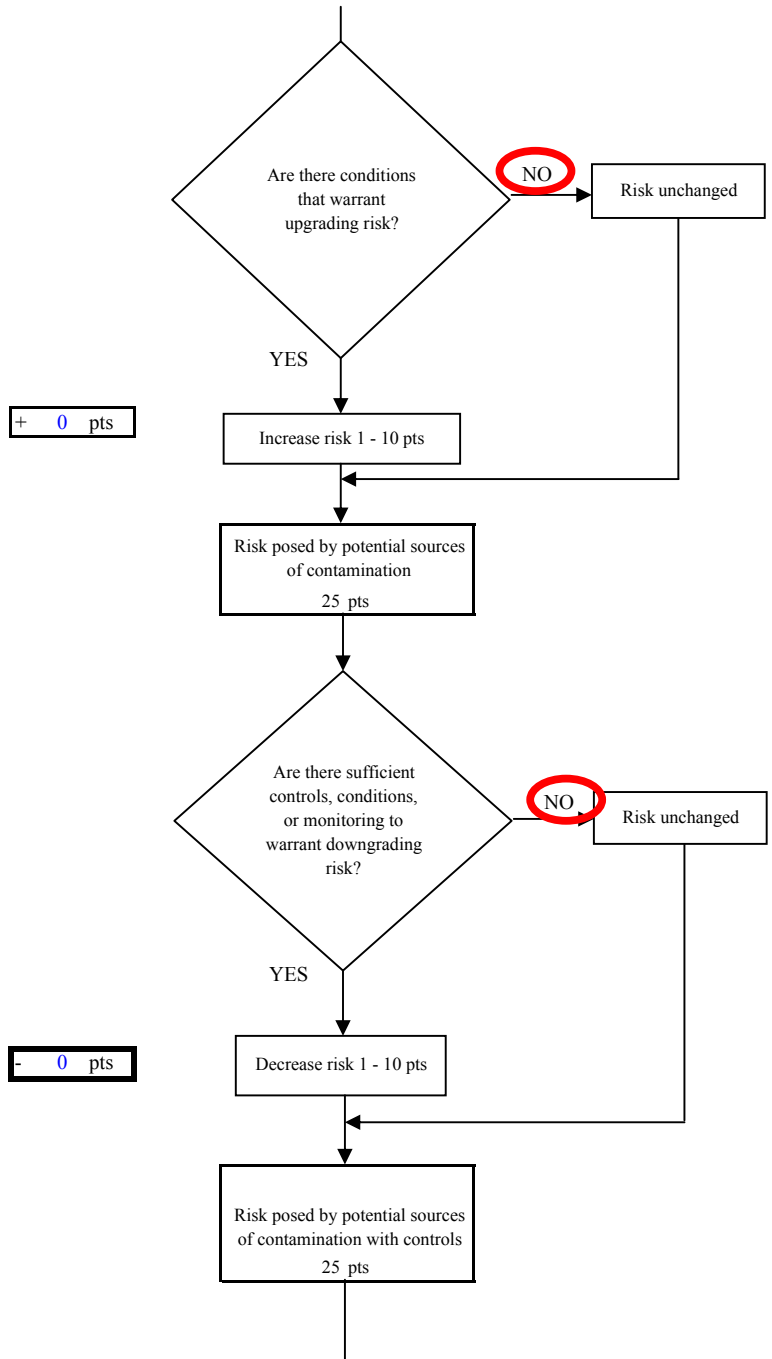 Are there conditions
that warrant
upgrading risk?
NO
Risk unchanged
YES
+ 0 pts
Increase risk 1 - 10 pts
Risk posed by potential sources
of contamination
25 pts
Are there sufficient
controls, conditions,
or monitoring to
warrant downgrading
risk?
NO
Risk unchanged
YES
- 0 pts
Decrease risk 1 - 10 pts
Risk posed by potential sources
of contamination with controls
25 pts